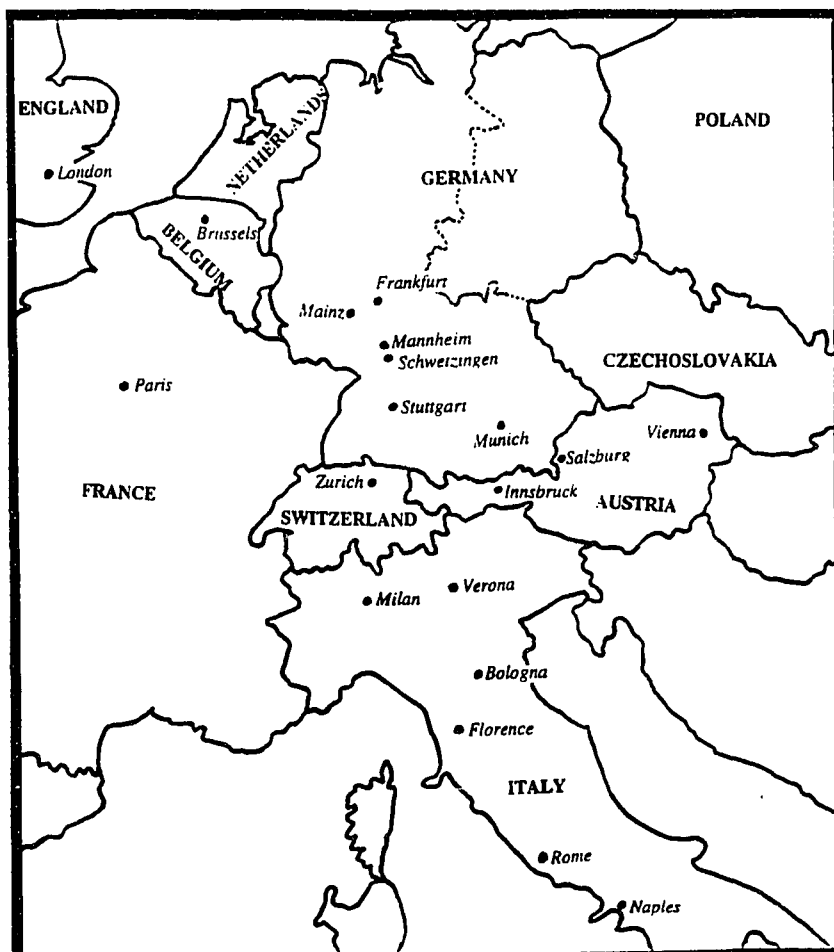 ENGLAND
London
NETHERLANDS
BELGIUM
Brussels
GERMANY
POLAND
Frankfurt
Mainz
Mannheim
Schwetzingen
Paris
CZECHOSLOVAKIA
Stuttgart
Munich
Vienna
Salzburg
Zurich
Innsbruck
FRANCE
SWITZERLAND
AUSTRIA
Milan
Verona
Bologna
Florence
ITALY
Rome
Naples